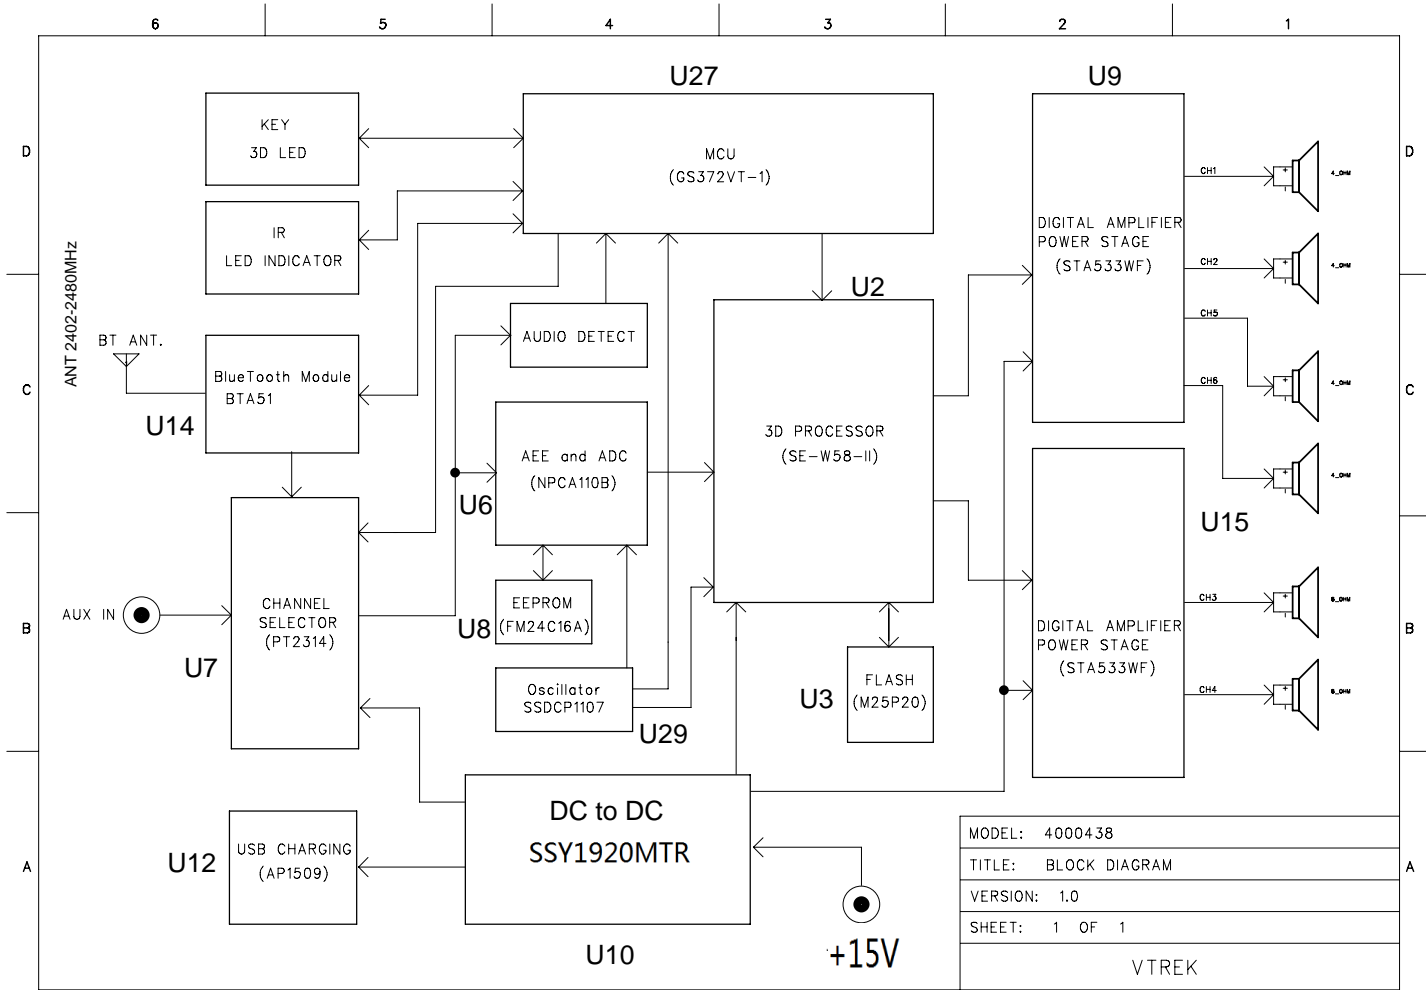 6 5 4 3 2 1
U27
U9
KEY
3D LED
MCU
(GS372VT-1)
D
D
CH1
4_OHM
IR
LED INDICATOR
DIGITAL AMPLIFIER
POWER STAGE
(STA533WF)
CH2
4_OHM
ANT 2402-2480MHz
U2
BT ANT.
AUDIO DETECT
CH5
4_OHM
BlueTooth Module
BTA51
C
C
CH6
U14
3D PROCESSOR
(SE-W58-II)
AEE and ADC
(NPCA110B)
4_OHM
U6
U15
CHANNEL
SELECTOR
(PT2314)
AUX IN
EEPROM
(FM24C16A)
U8
B
B
CH3
DIGITAL AMPLIFIER
POWER STAGE
(STA533WF)
U7
Oscillator
SSDCP1107
FLASH
(M25P20)
U3
CH4
U29
DC to DC
SSY1920MTR
USB CHARGING
(AP1509)
U12
A
A
U10
+15V
MODEL: 4000438
TITLE: BLOCK DIAGRAM
VERSION: 1.0
SHEET: 1 OF 1
VTREK